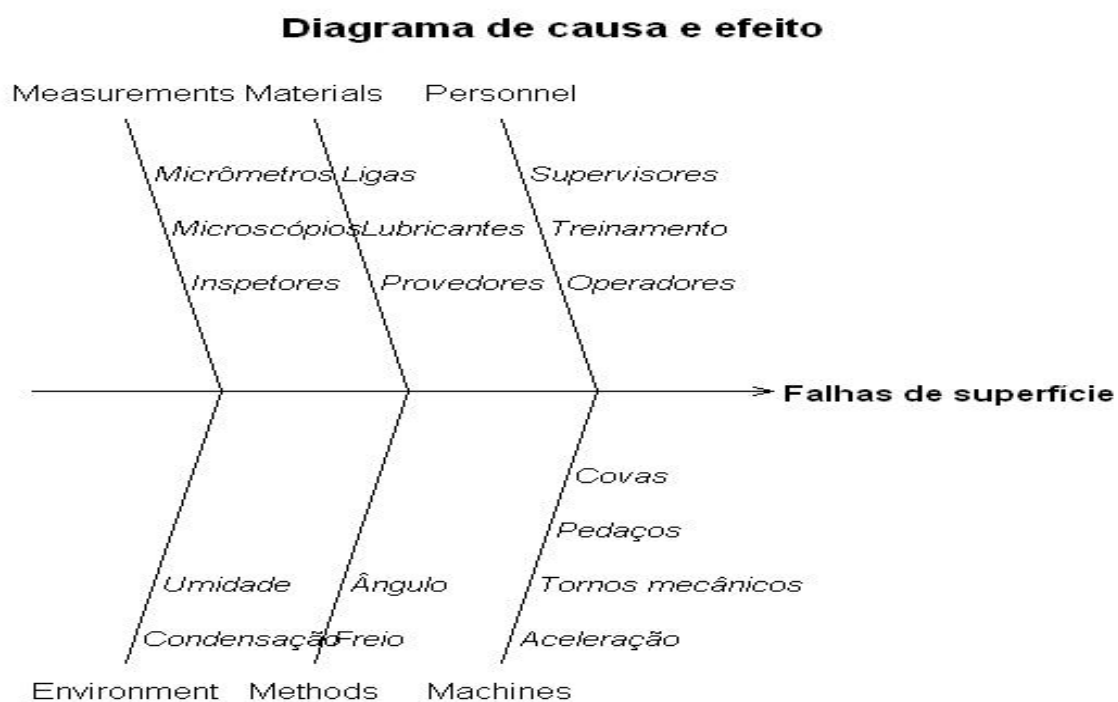 Diagrama de causa e efeito
Measurements Materials Personnel
Micrômetros Ligas Supervisores
Microscópios Lubricantes Treinamento
Inspetores Provedores Operadores
Falhas de superfície
Covas
Pedaços
Umidade Ângulo Tornos mecânicos
Condensação Freio Aceleração
Environment Methods Machines